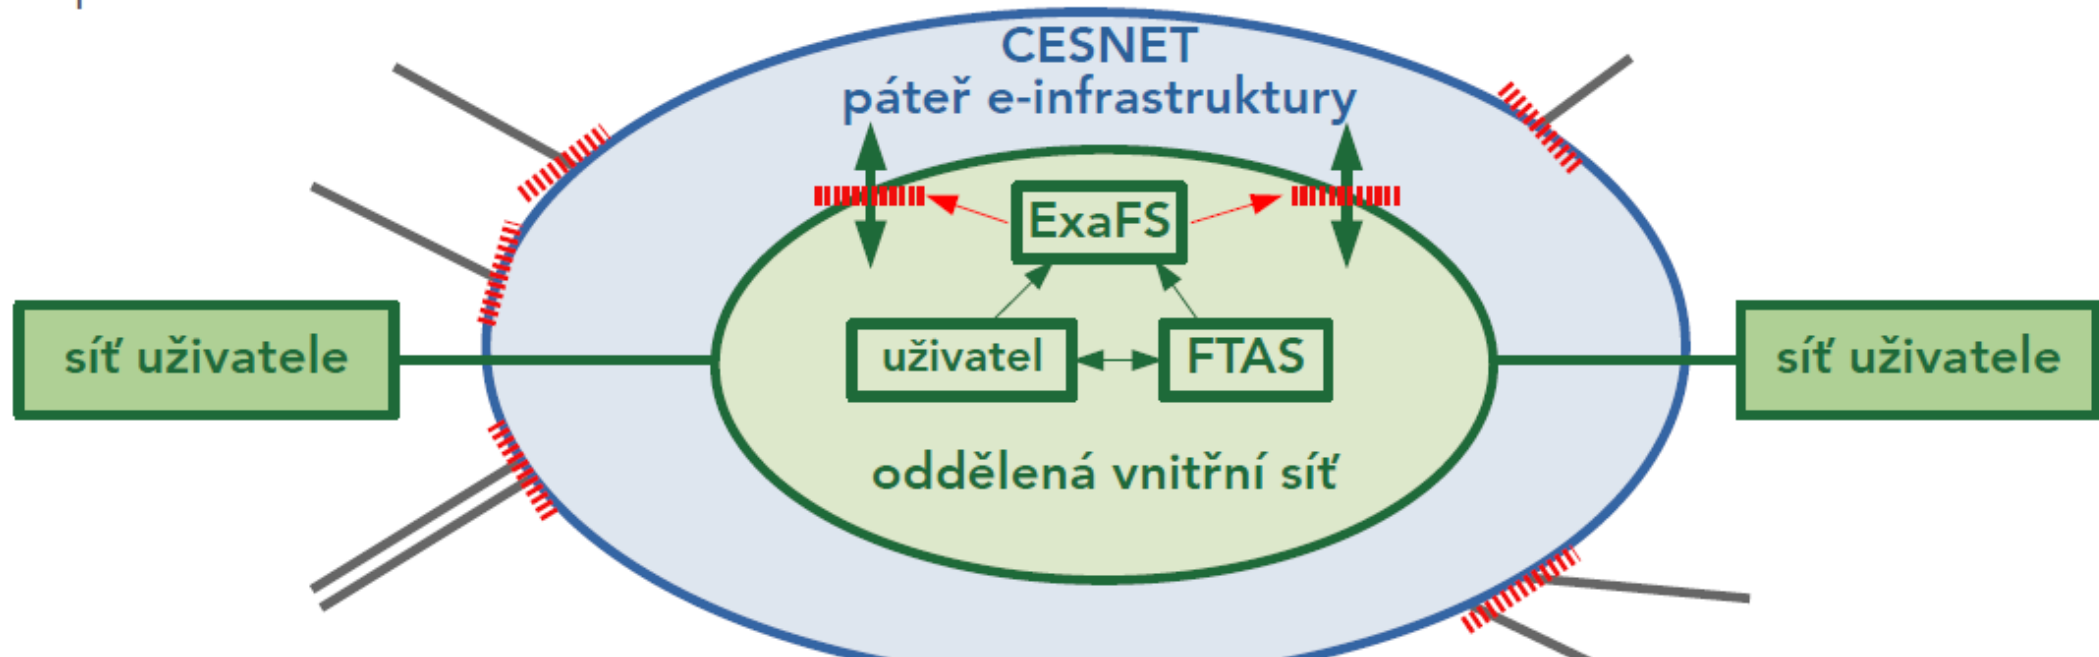 CESNET
páteř e-infrastruktury
ExaFS
síť uživatele
uživatel
FTAS
síť uživatele
oddělená vnitřní síť